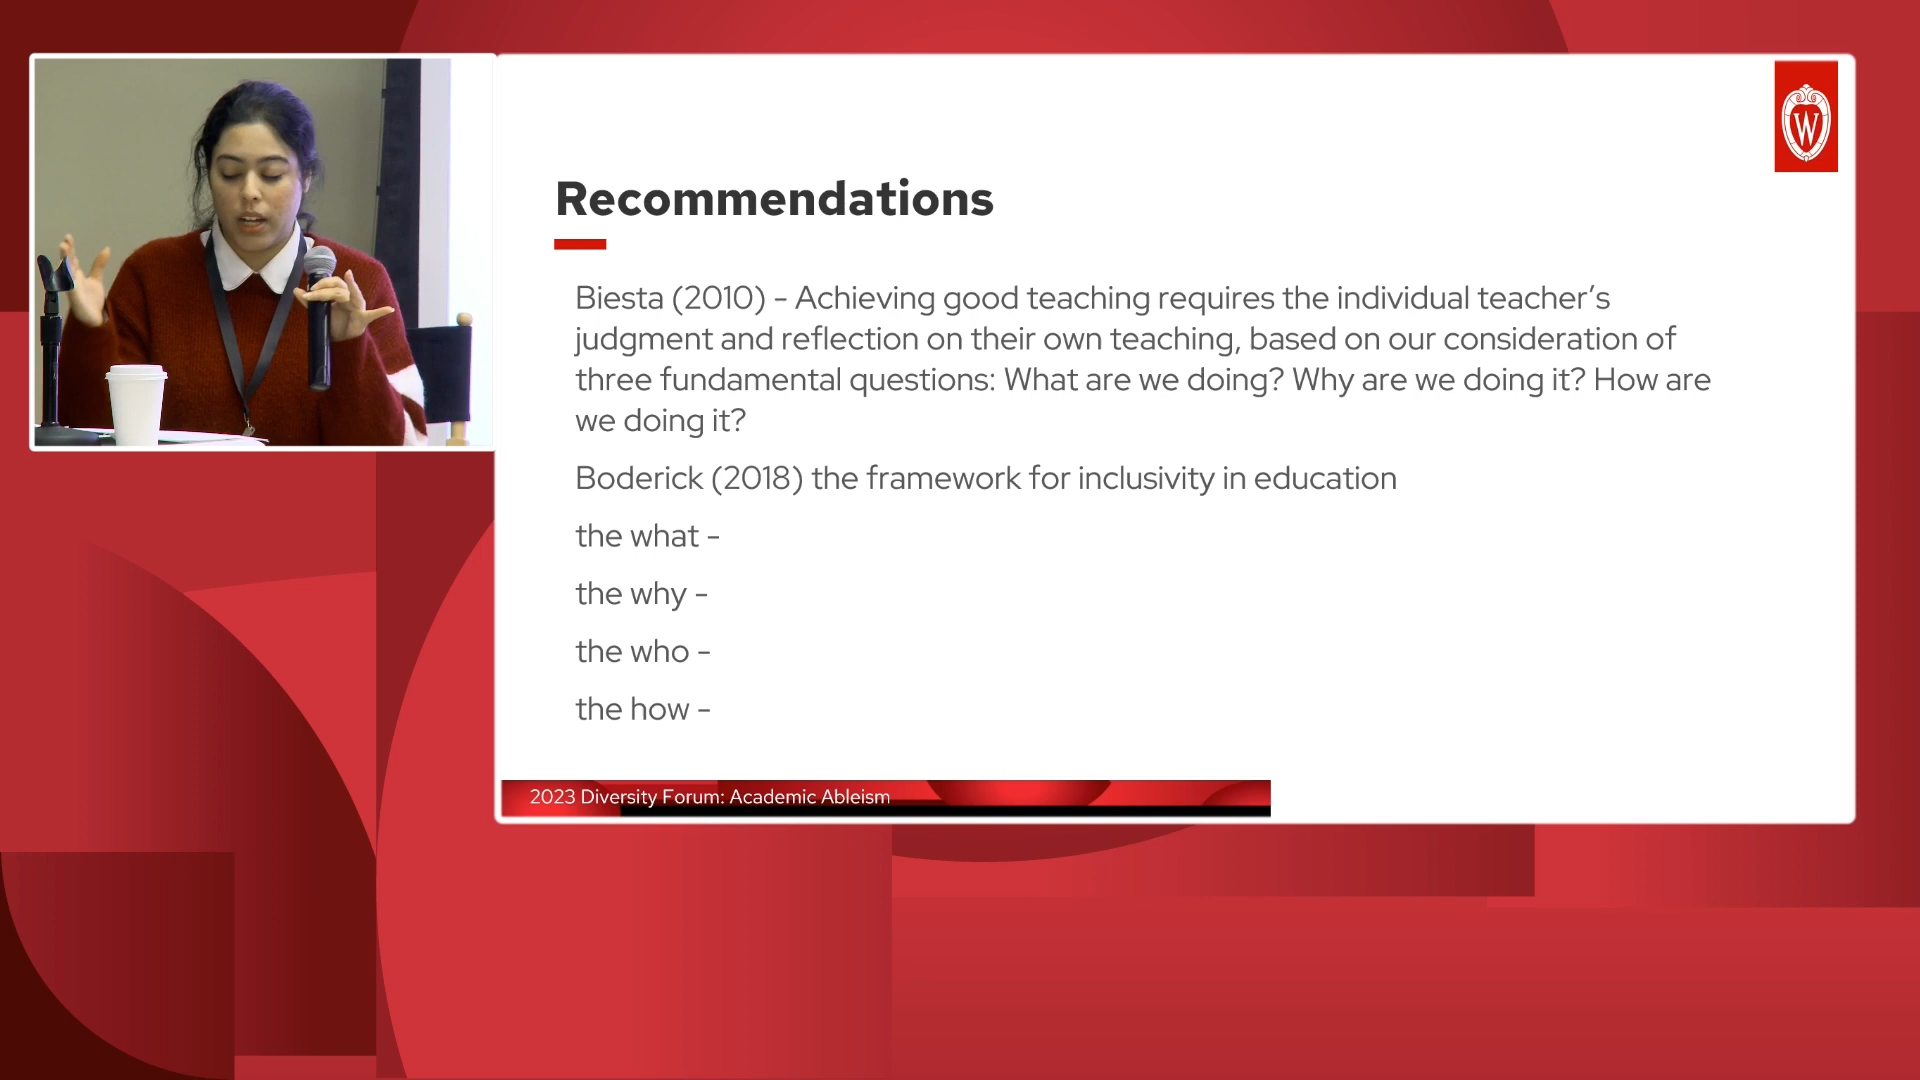 W
Recommendations
Biesta (2010) - Achieving good teaching requires the individual teacher’s
judgment and reflection on their own teaching, based on our consideration of
three fundamental questions: What are we doing? Why are we doing it? How are
we doing it?
Boderick (2018) the framework for inclusivity in education
the what -
the why -
the who -
the how -
2023 Diversity Forum: Academic Ableism